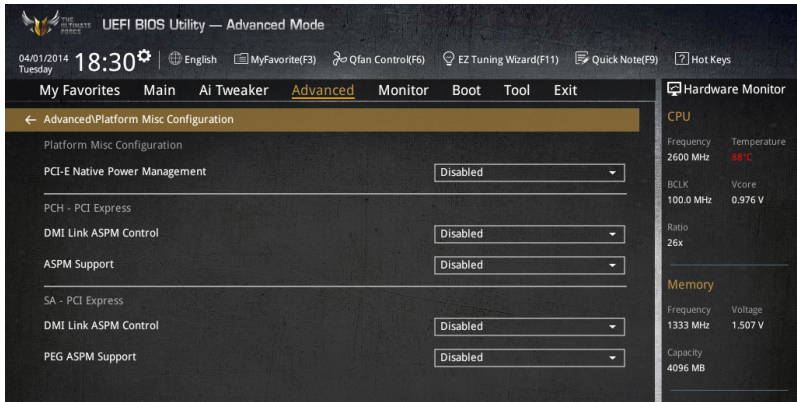 THE ULTIMATE FORCE
UEFI BIOS Utility — Advanced Mode
04/01/2014 Tuesday 18:30 English MyFavorite(F3) Qfan Control(F6) EZ Tuning Wizard(F11) Quick Note(F9) ? Hot Keys
My Favorites Main Ai Tweaker Advanced Monitor Boot Tool Exit
← Advanced\Platform Misc Configuration
Platform Misc Configuration
PCI-E Native Power Management Disabled
PCH - PCI Express
DMI Link ASPM Control Disabled
ASPM Support Disabled
SA - PCI Express
DMI Link ASPM Control Disabled
PEG ASPM Support Disabled
Hardware Monitor
CPU
Frequency Temperature
2600 MHz 88°C
BCLK Vcore
100.0 MHz 0.976 V
Ratio
26x
Memory
Frequency Voltage
1333 MHz 1.507 V
Capacity
4096 MB